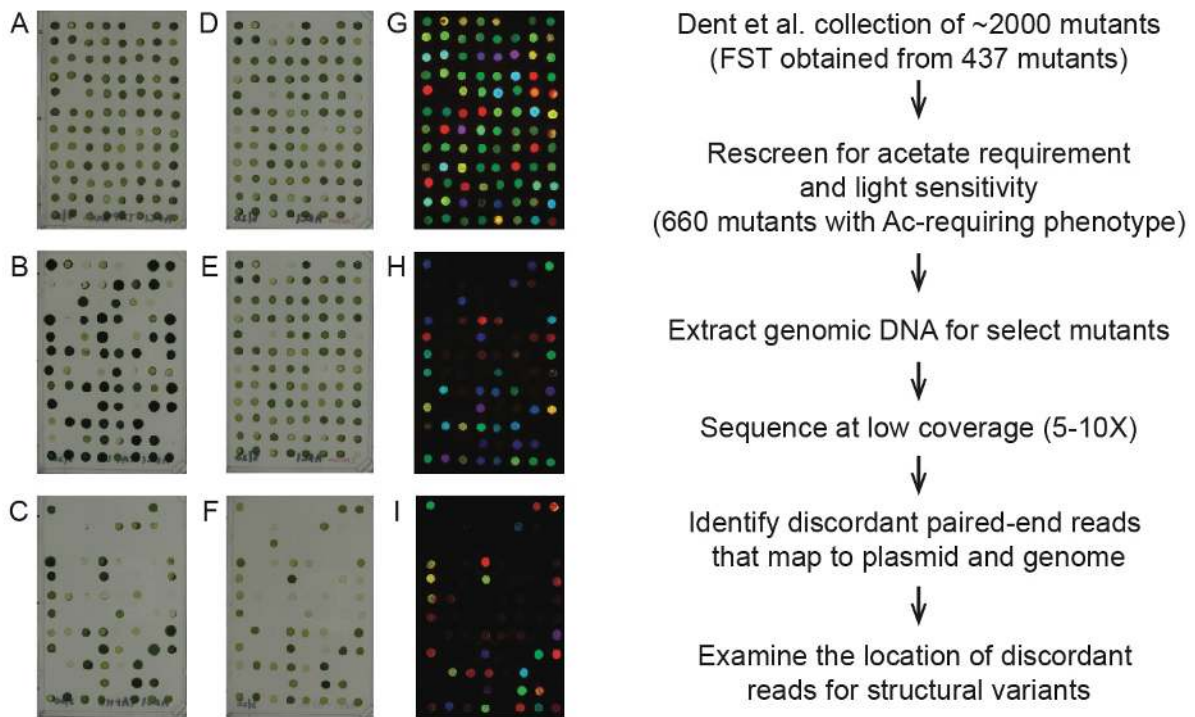 A
D
G
B
E
H
C
F
I
Dent et al. collection of ~2000 mutants
(FST obtained from 437 mutants)
Rescreen for acetate requirement
and light sensitivity
(660 mutants with Ac-requiring phenotype)
Extract genomic DNA for select mutants
Sequence at low coverage (5-10X)
Identify discordant paired-end reads
that map to plasmid and genome
Examine the location of discordant
reads for structural variants